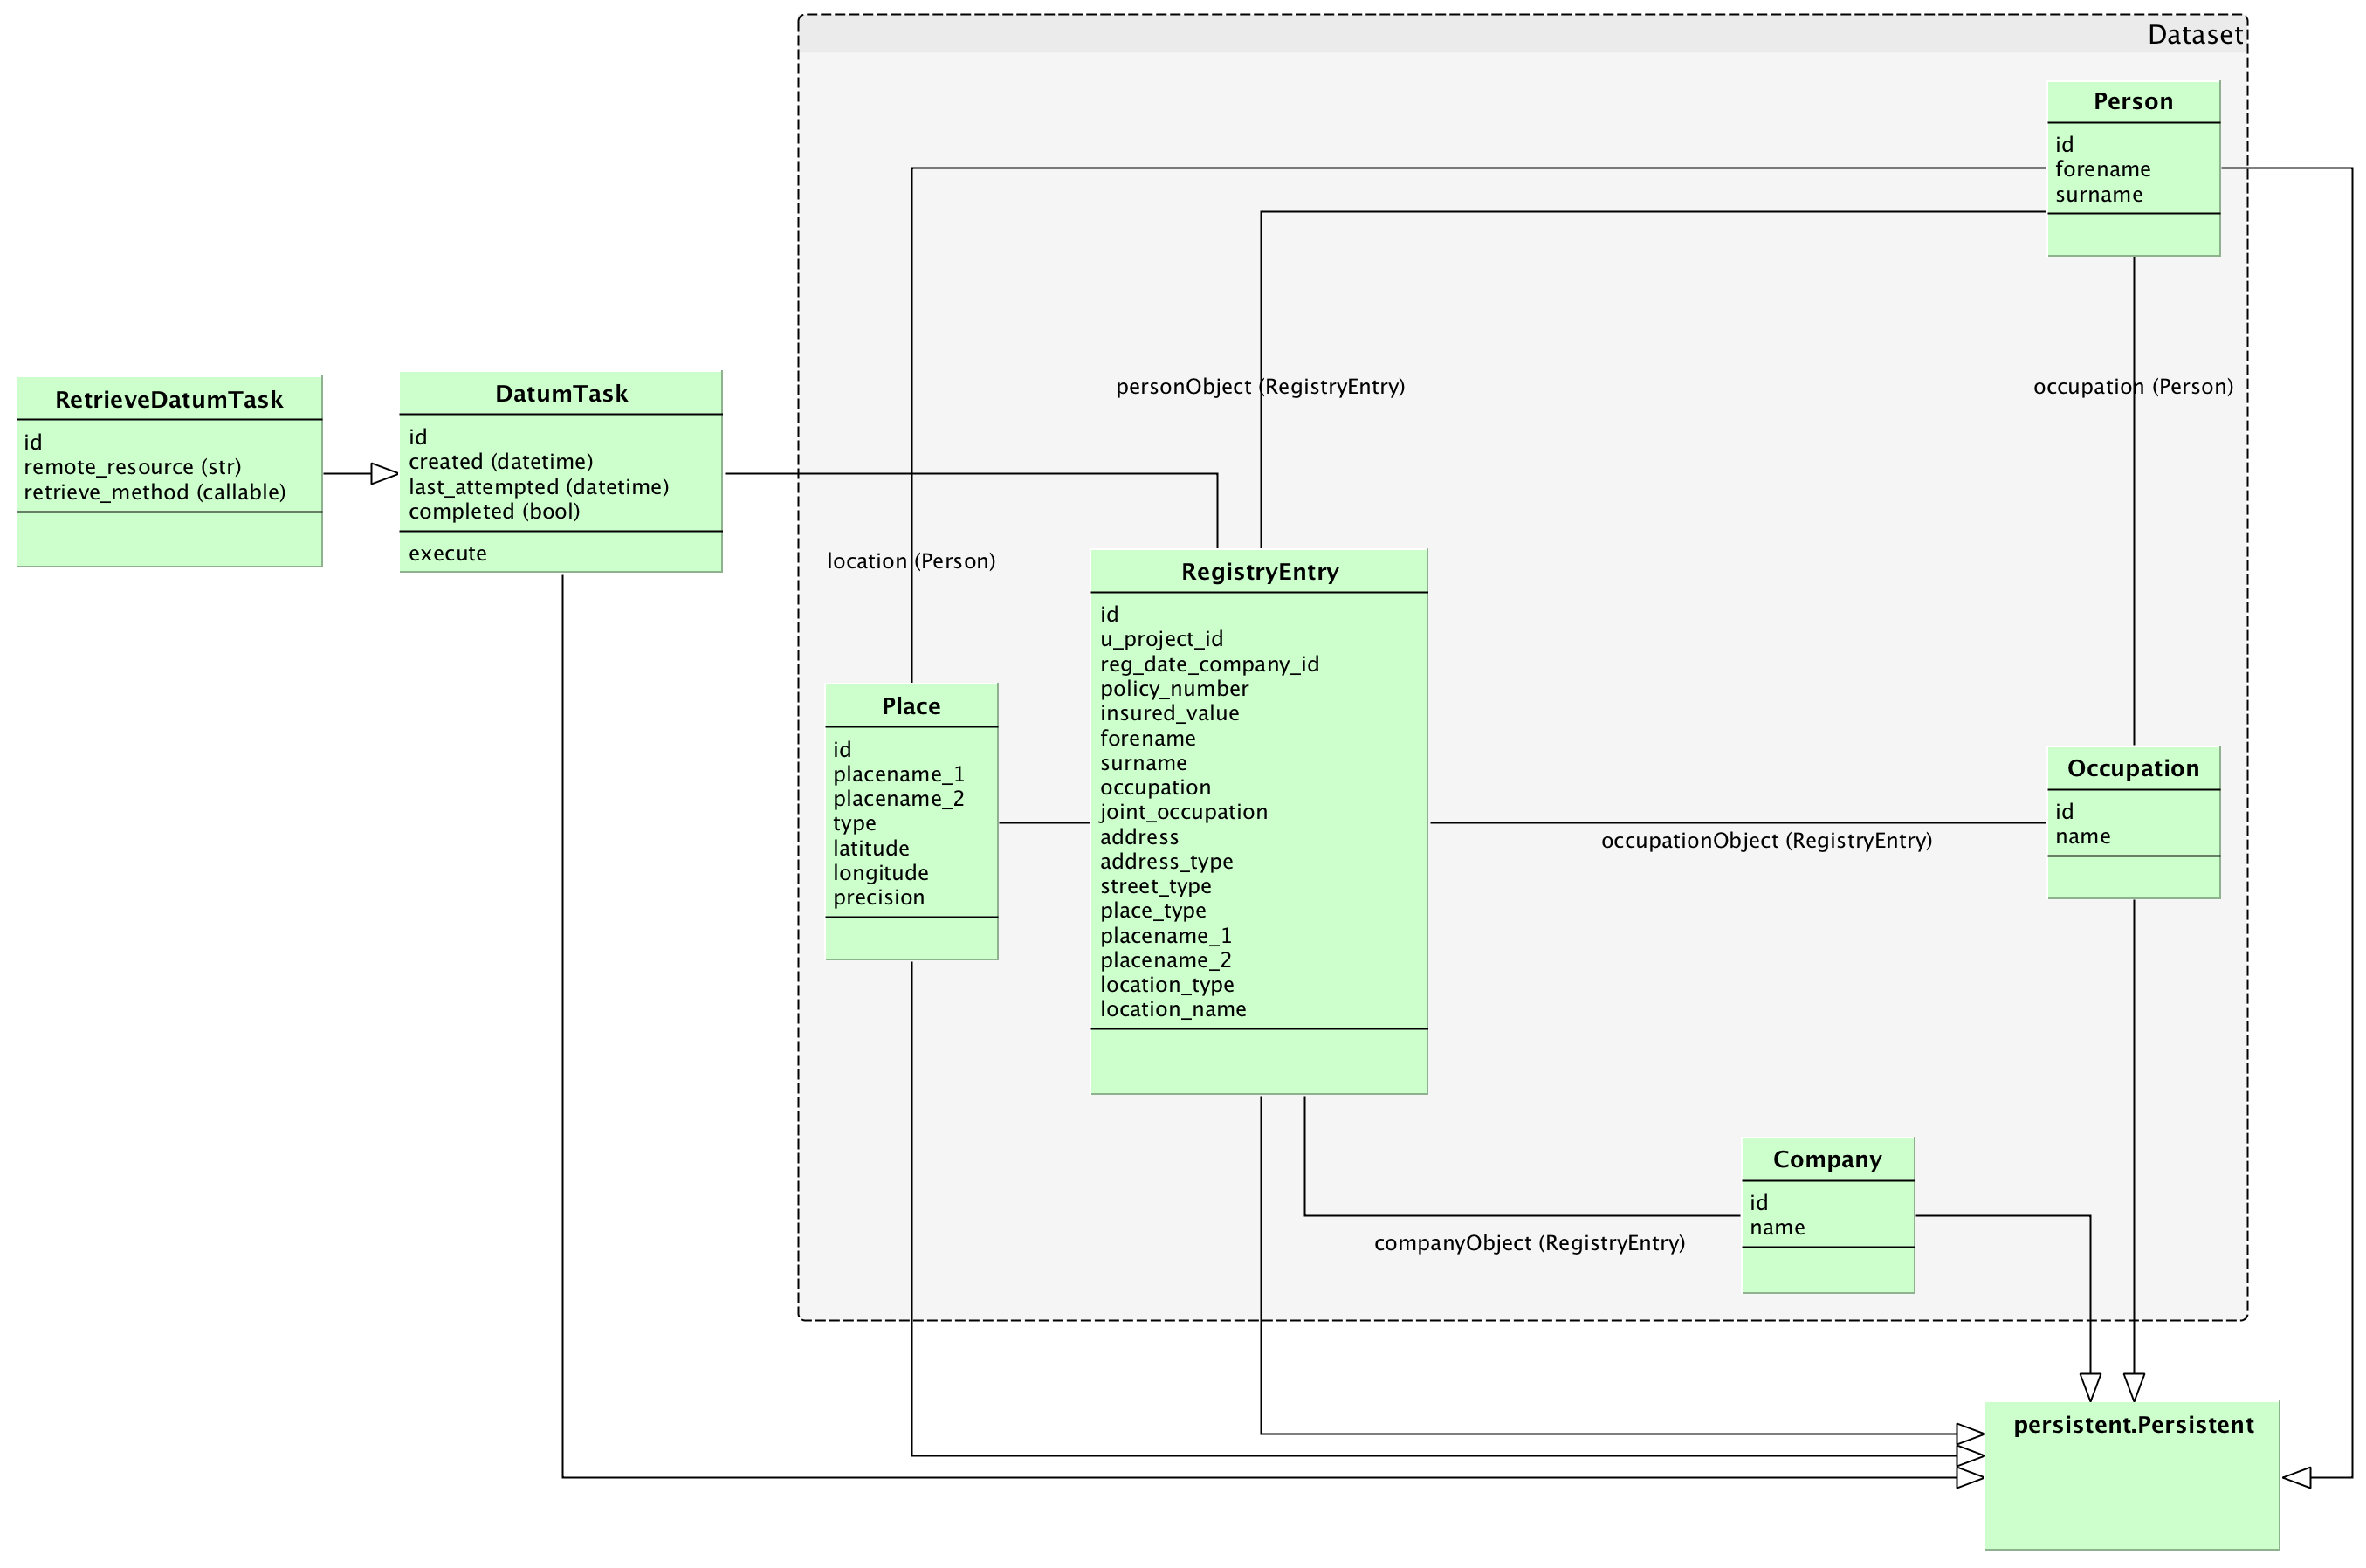 Dataset
Person
id
forename
surname
personObject (RegistryEntry)
occupation (Person)
RetrieveDatumTask
id
remote_resource (str)
retrieve_method (callable)
DatumTask
id
created (datetime)
last_attempted (datetime)
completed (bool)
execute
location (Person)
RegistryEntry
id
u_project_id
reg_date_company_id
policy_number
insured_value
forename
surname
occupation
joint_occupation
address
address_type
street_type
place_type
placename_1
placename_2
location_type
location_name
Place
id
placename_1
placename_2
type
latitude
longitude
precision
Occupation
id
name
occupationObject (RegistryEntry)
Company
id
name
companyObject (RegistryEntry)
persistent.Persistent